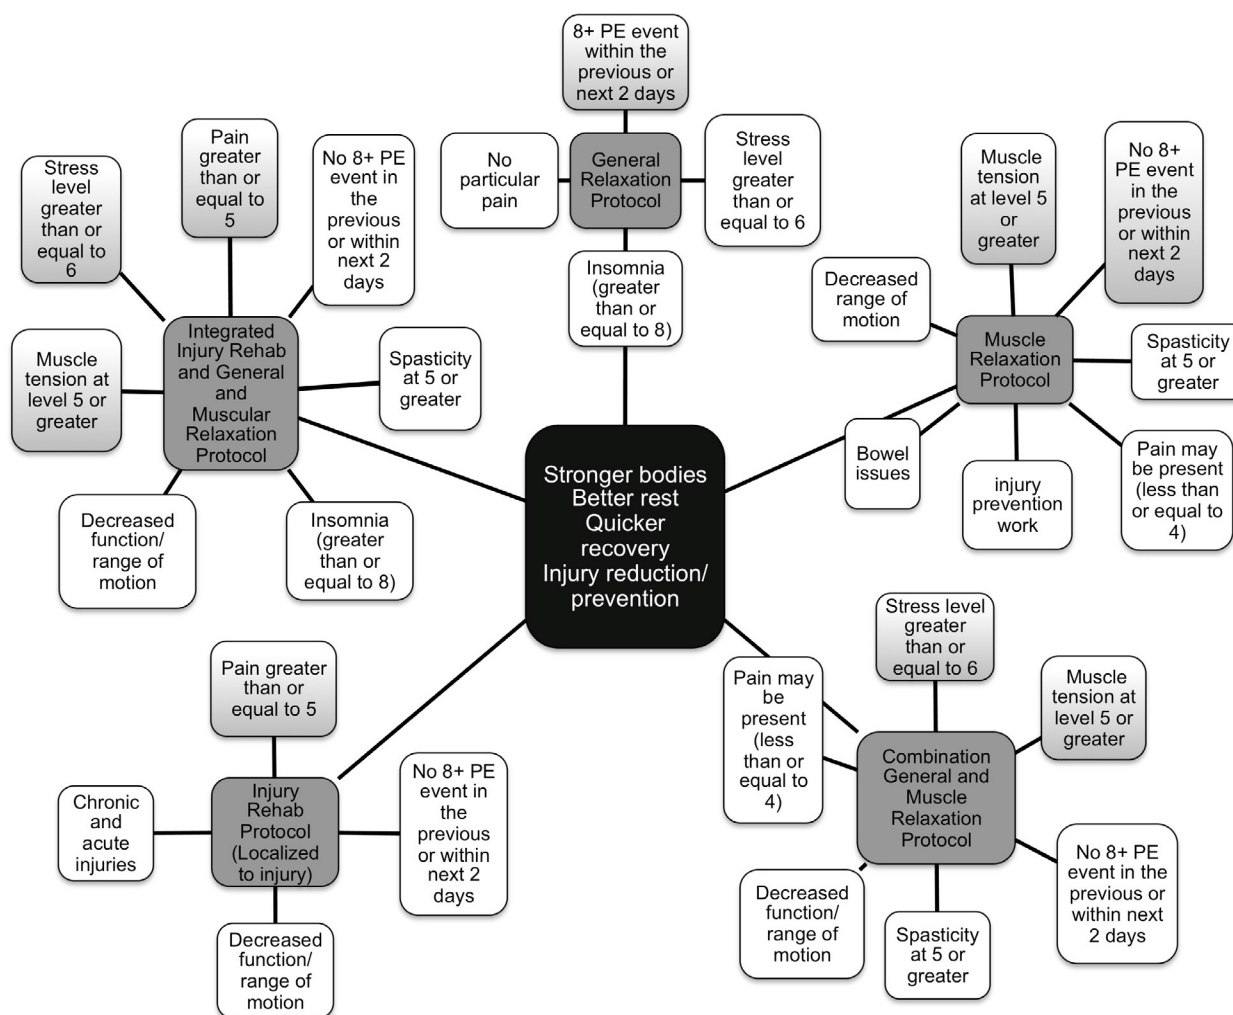 8+ PE event
within the
previous or
next 2 days
No
particular
pain
General
Relaxation
Protocol
Stress
level
greater
than or
equal to 6
Insomnia
(greater
than or
equal to 8)
Stress
level
greater
than or
equal to
6
Pain
greater
than or
equal to
5
No 8+ PE
event in
the
previous
or within
next 2
days
Muscle
tension at
level 5 or
greater
Integrated
Injury Rehab
and General
and
Muscular
Relaxation
Protocol
Spasticity
at 5 or
greater
Decreased
function/
range of
motion
Insomnia
(greater
than or
equal to 8)
Muscle
tension
at level 5
or
greater
No 8+
PE event
in the
previous
or within
next 2
days
Decreased
range of
motion
Muscle
Relaxation
Protocol
Spasticity
at 5 or
greater
Bowel
issues
injury
prevention
work
Pain may
be present
(less than
or equal to
4)
Stronger bodies
Better rest
Quicker
recovery
Injury reduction/
prevention
Pain greater
than or
equal to 5
Chronic
and
acute
injuries
Injury
Rehab
Protocol
(Localized
to injury)
No 8+ PE
event in
the
previous
or within
next 2
days
Decreased
function/
range of
motion
Stress level
greater
than or
equal to 6
Pain may
be
present
(less
than or
equal to
4)
Muscle
tension at
level 5 or
greater
Combination
General and
Muscle
Relaxation
Protocol
No 8+ PE
event in the
previous or
within next
2 days
Decreased
function/
range of
motion
Spasticity
at 5 or
greater